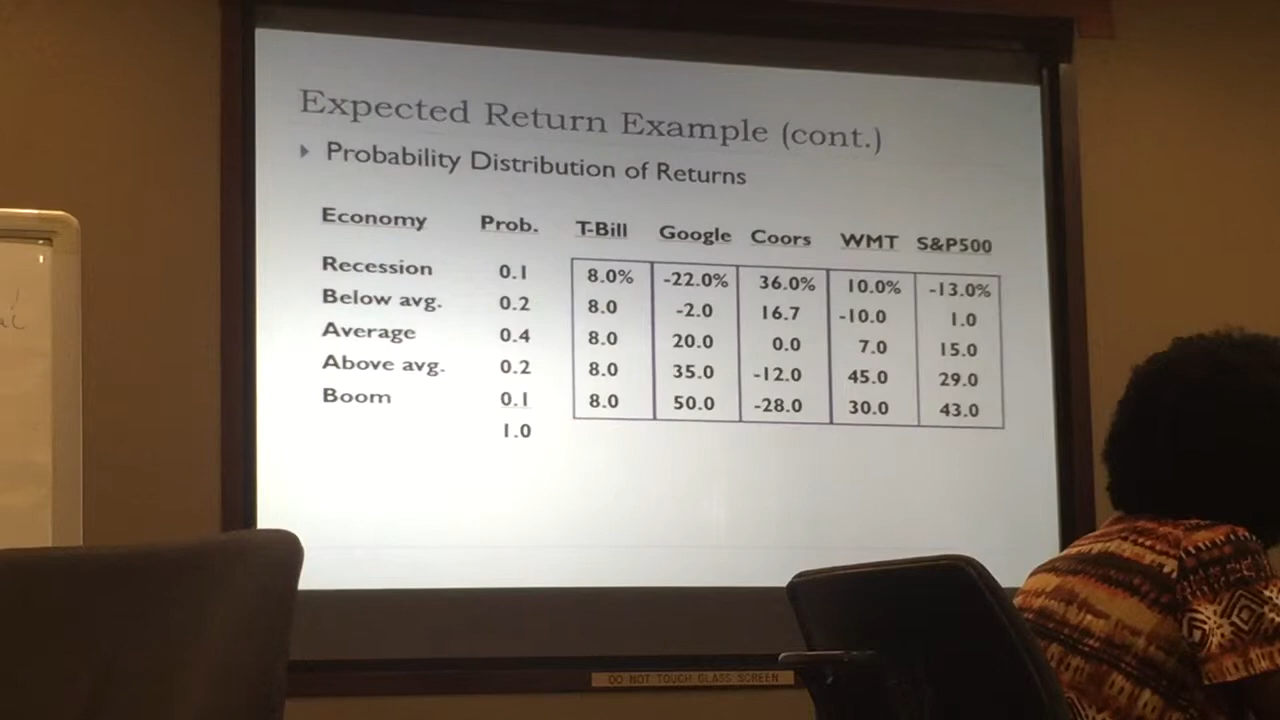 Expected Return Example (cont.)
Probability Distribution of Returns
Economy Prob. T-Bill Google Coors WMT S&P500
Recession 0.1 8.0% -22.0% 36.0% 10.0% -13.0%
Below avg. 0.2 8.0 -2.0 16.7 -10.0 1.0
Average 0.4 8.0 20.0 0.0 7.0 15.0
Above avg. 0.2 8.0 35.0 -12.0 45.0 29.0
Boom 0.1 8.0 50.0 -28.0 30.0 43.0
1.0
DO NOT TOUCH GLASS SCREEN